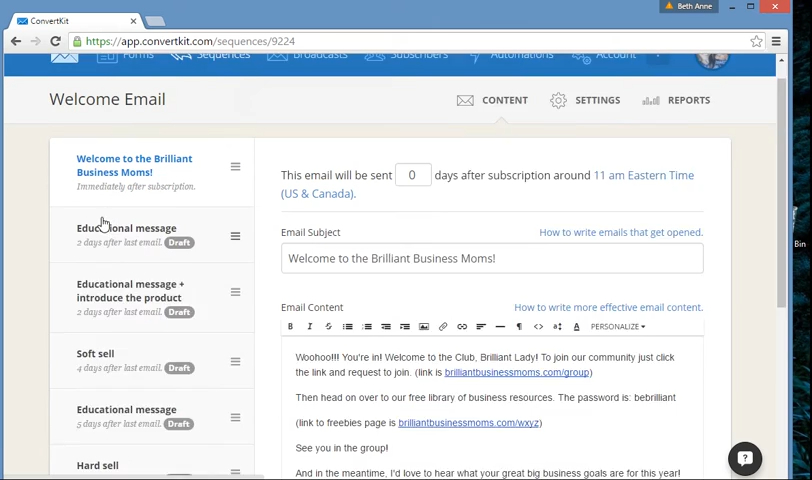 Beth Anne
ConvertKit
https://app.convertkit.com/sequences/9224
Forms Sequences Broadcasts Subscribers Automations Account
Welcome Email
CONTENT SETTINGS REPORTS
Welcome to the Brilliant
Business Moms!
Immediately after subscription.
Educational message
2 days after last email. Draft
Educational message +
introduce the product
2 days after last email. Draft
Soft sell
4 days after last email. Draft
Educational message
5 days after last email. Draft
Hard sell
This email will be sent 0 days after subscription around 11 am Eastern Time
(US & Canada).
Email Subject How to write emails that get opened.
Welcome to the Brilliant Business Moms!
Email Content How to write more effective email content.
B I S PERSONALIZE
Woohoo!!! You're in! Welcome to the Club, Brilliant Lady! To join our community just click
the link and request to join. (link is brilliantbusinessmoms.com/group)
Then head on over to our free library of business resources. The password is: bebrilliant
(link to freebies page is brilliantbusinessmoms.com/wxyz)
See you in the group!
And in the meantime, I'd love to hear what your great big business goals are for this year!
Bin